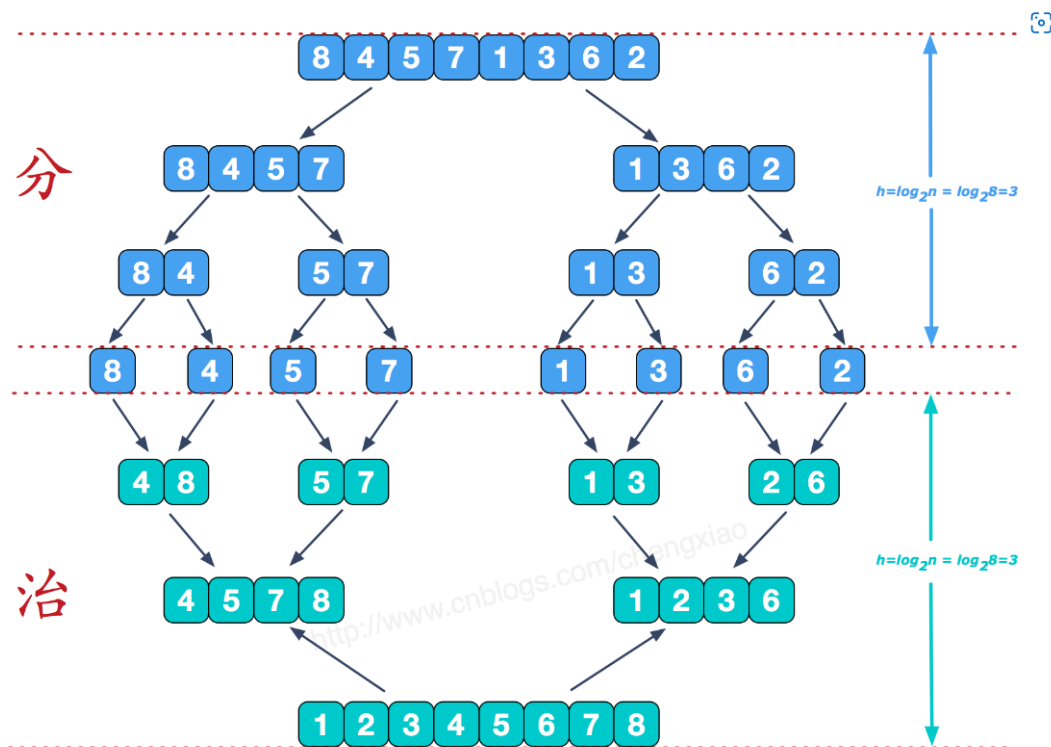 8 4 5 7 1 3 6 2
分
8 4 5 7
1 3 6 2
h=log₂n = log₂8=3
8 4
5 7
1 3
6 2
8
4
5
7
1
3
6
2
4 8
5 7
1 3
2 6
h=log₂n = log₂8=3
治
4 5 7 8
1 2 3 6
http://www.cnblogs.com/chengxiao
1 2 3 4 5 6 7 8